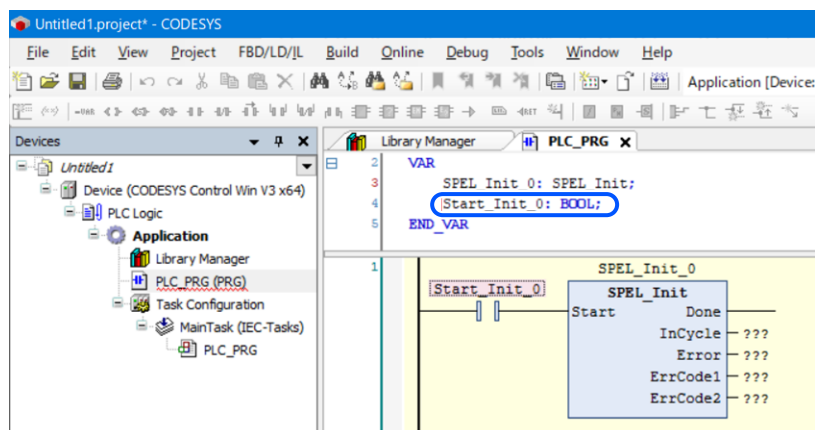 Untitled1.project* - CODESYS
File Edit View Project FBD/LD/IL Build Online Debug Tools Window Help
Application [Device:
Devices
Library Manager
PLC_PRG
Untitled1
Device (CODESYS Control Win V3 x64)
PLC Logic
Application
Library Manager
PLC_PRG (PRG)
Task Configuration
MainTask (IEC-Tasks)
PLC_PRG
2 VAR
3 SPEL_Init_0: SPEL_Init;
4 Start_Init_0: BOOL;
5 END_VAR
1
SPEL_Init_0
Start_Init_0
SPEL_Init
Start Done
InCycle ???
Error ???
ErrCode1 ???
ErrCode2 ???